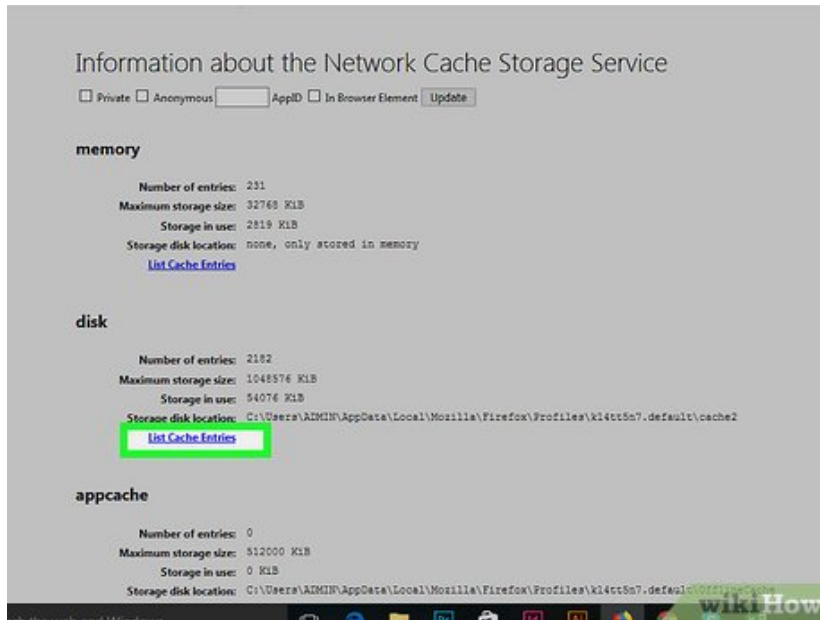 Information about the Network Cache Storage Service
Private Anonymous AppID In Browser Element Update
memory
Number of entries: 231
Maximum storage size: 32768 KiB
Storage in use: 2819 KiB
Storage disk location: none, only stored in memory
List Cache Entries
disk
Number of entries: 2182
Maximum storage size: 1048576 KiB
Storage in use: 54076 KiB
Storage disk location: C:\Users\ADMIN\AppData\Local\Mozilla\Firefox\Profiles\kl4tt5n7.default\cache2
List Cache Entries
appcache
Number of entries: 0
Maximum storage size: 512000 KiB
Storage in use: 0 KiB
Storage disk location: C:\Users\ADMIN\AppData\Local\Mozilla\Firefox\Profiles\kl4tt5n7.default\OfflineCache
wikiHow